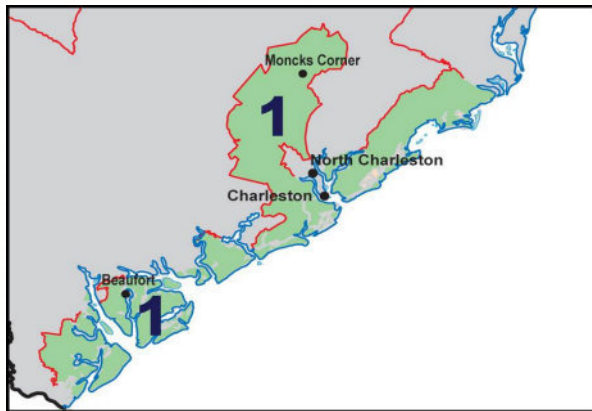 Moncks Corner
1
North Charleston
Charleston
Beaufort
1